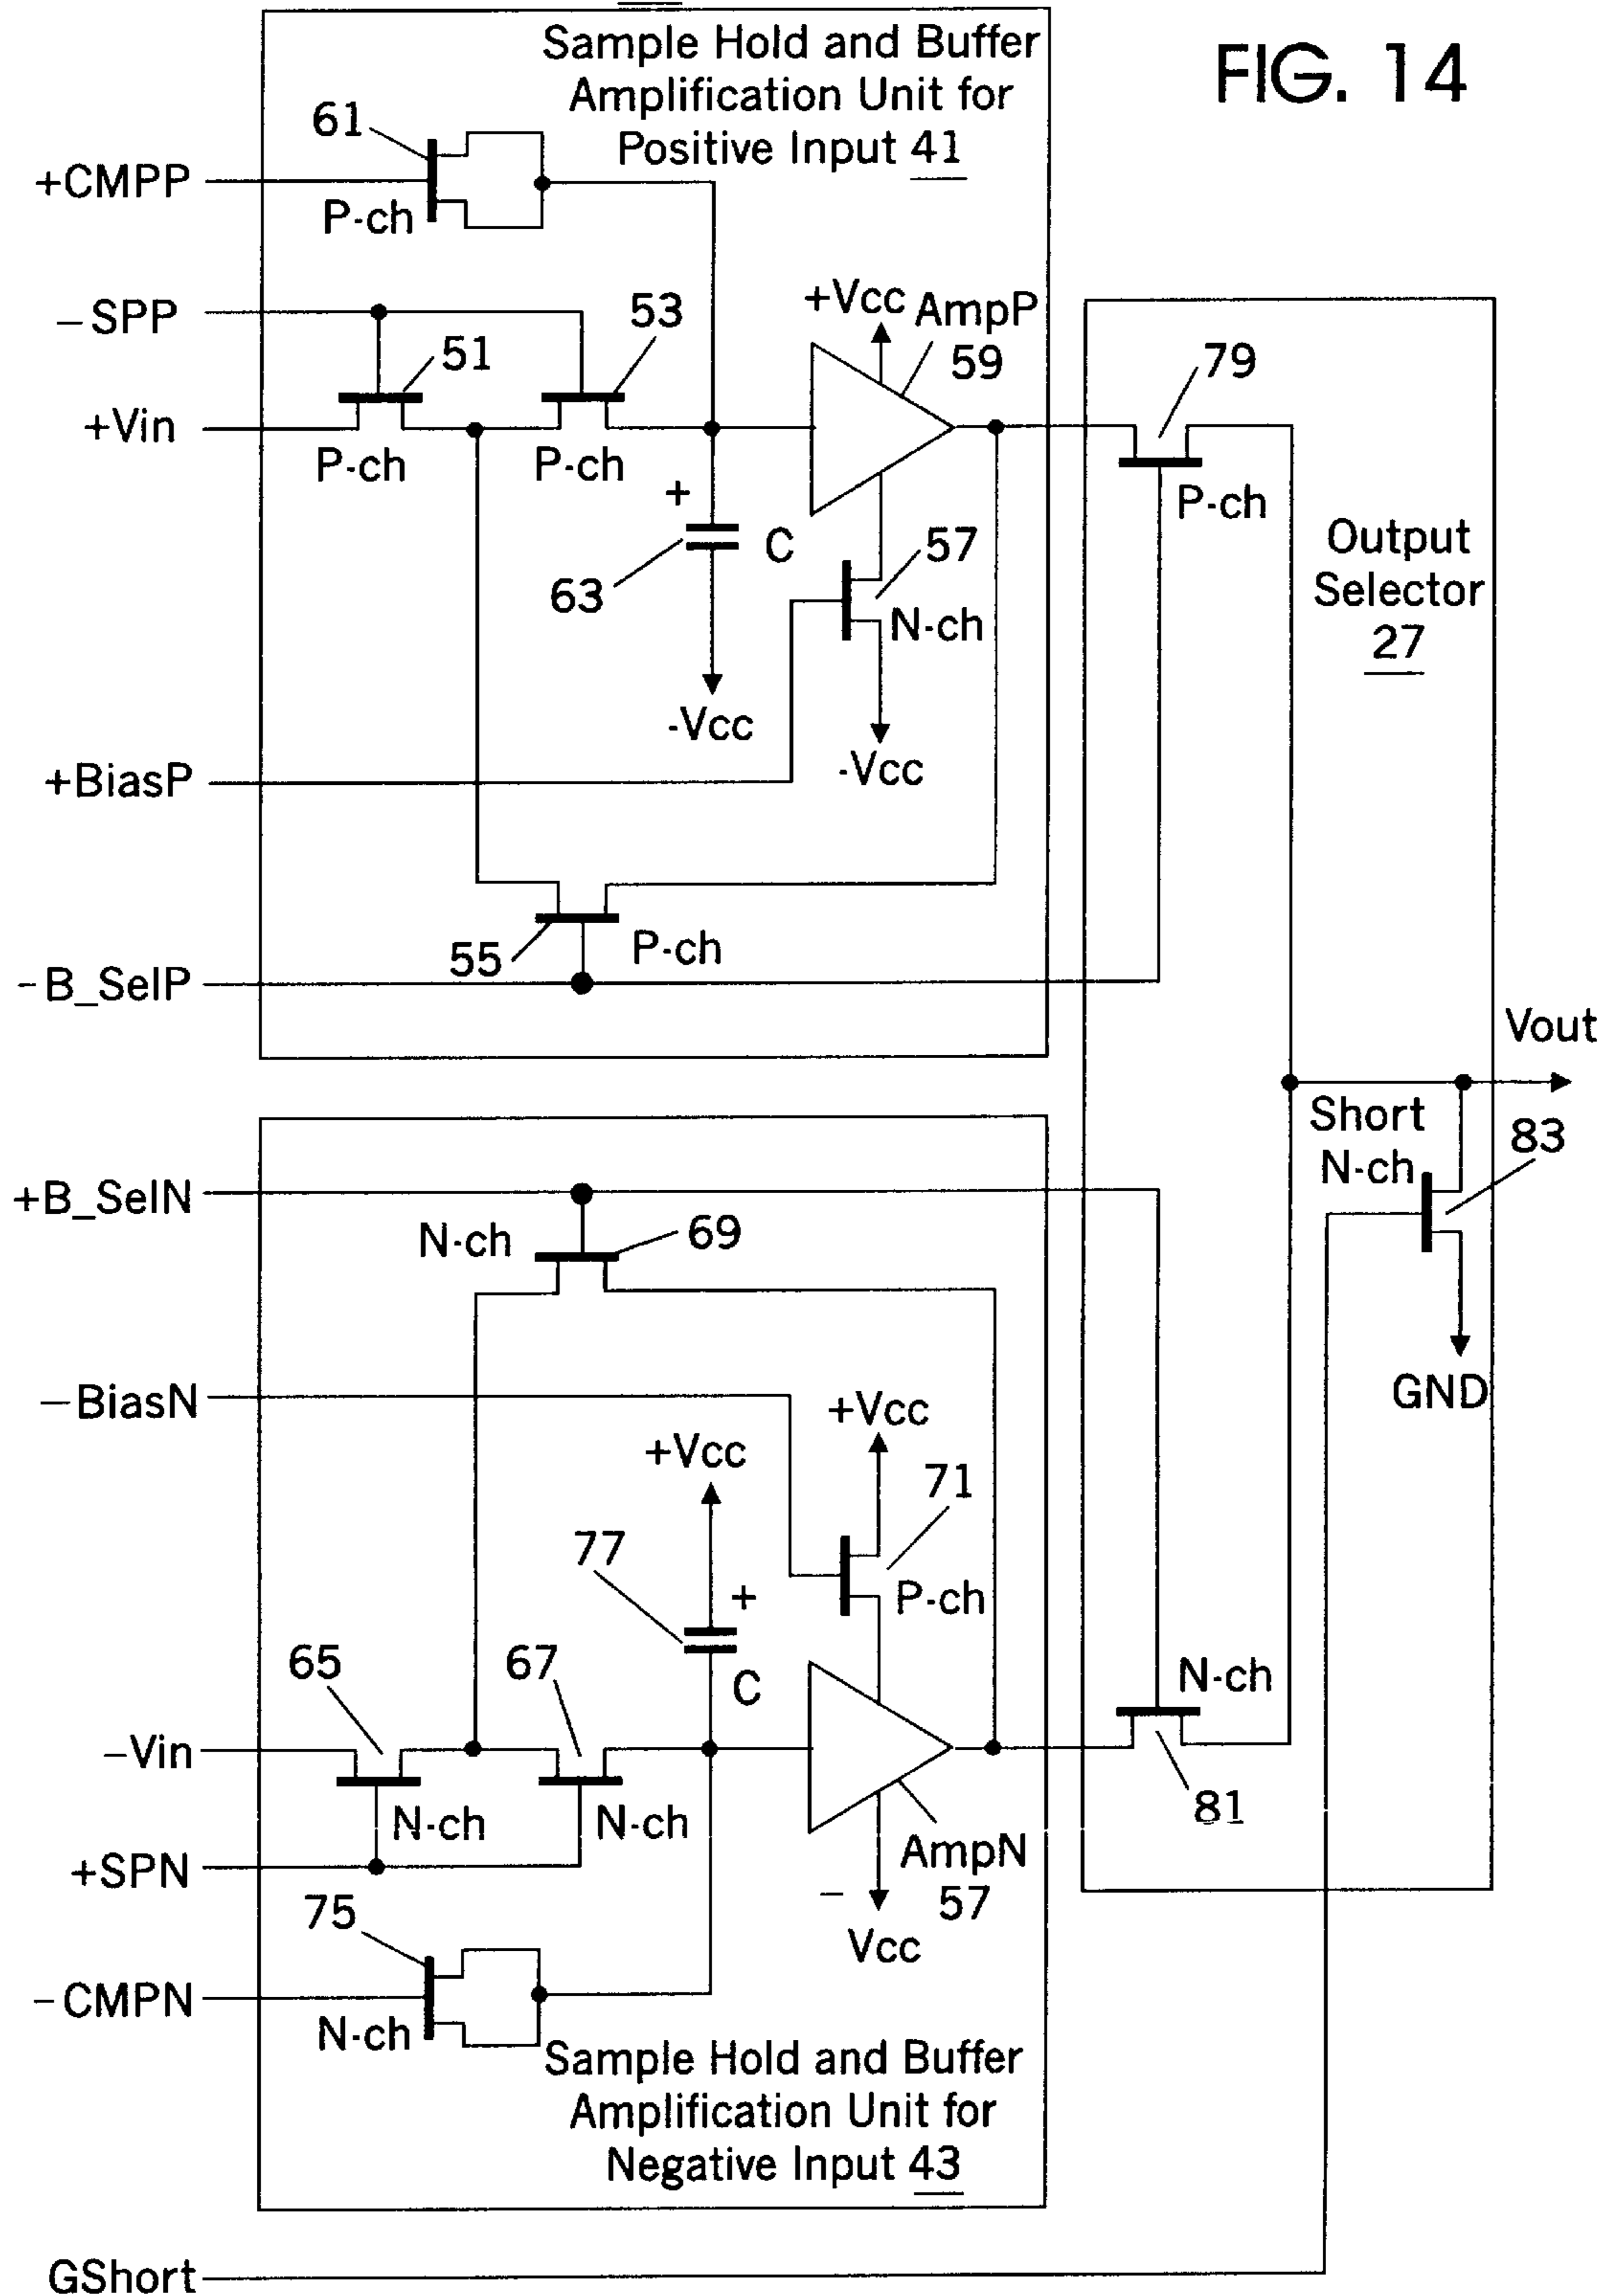 FIG. 14
Sample Hold and Buffer
Amplification Unit for
Positive Input 41
61
+CMPP
P-ch
−SPP
51
53
+Vcc
AmpP
59
79
+Vin
P-ch
P-ch
P-ch
+
C
63
57
N-ch
-Vcc
-Vcc
Output
Selector
27
+BiasP
55
P-ch
-B_SelP
Vout
Short
N-ch
83
GND
+B_SelN
N-ch
69
−BiasN
+Vcc
+Vcc
71
77
+
P-ch
C
65
67
N-ch
−Vin
N-ch
N-ch
81
+SPN
AmpN
57
−
Vcc
75
−CMPN
N-ch
Sample Hold and Buffer
Amplification Unit for
Negative Input 43
GShort